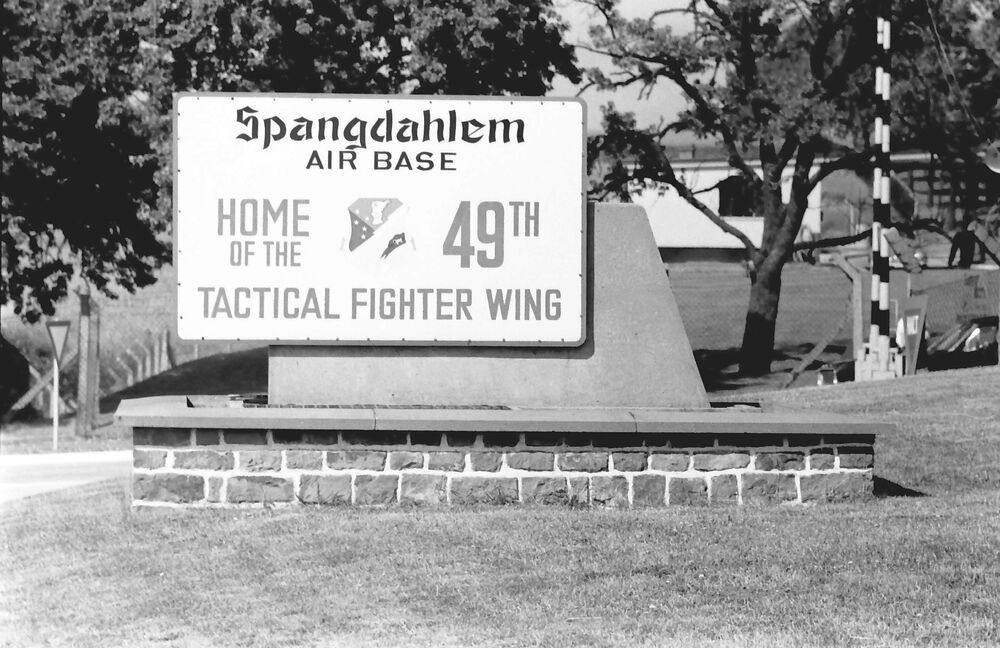 Spangdahlem
AIR BASE
HOME
OF THE
49TH
TACTICAL FIGHTER WING